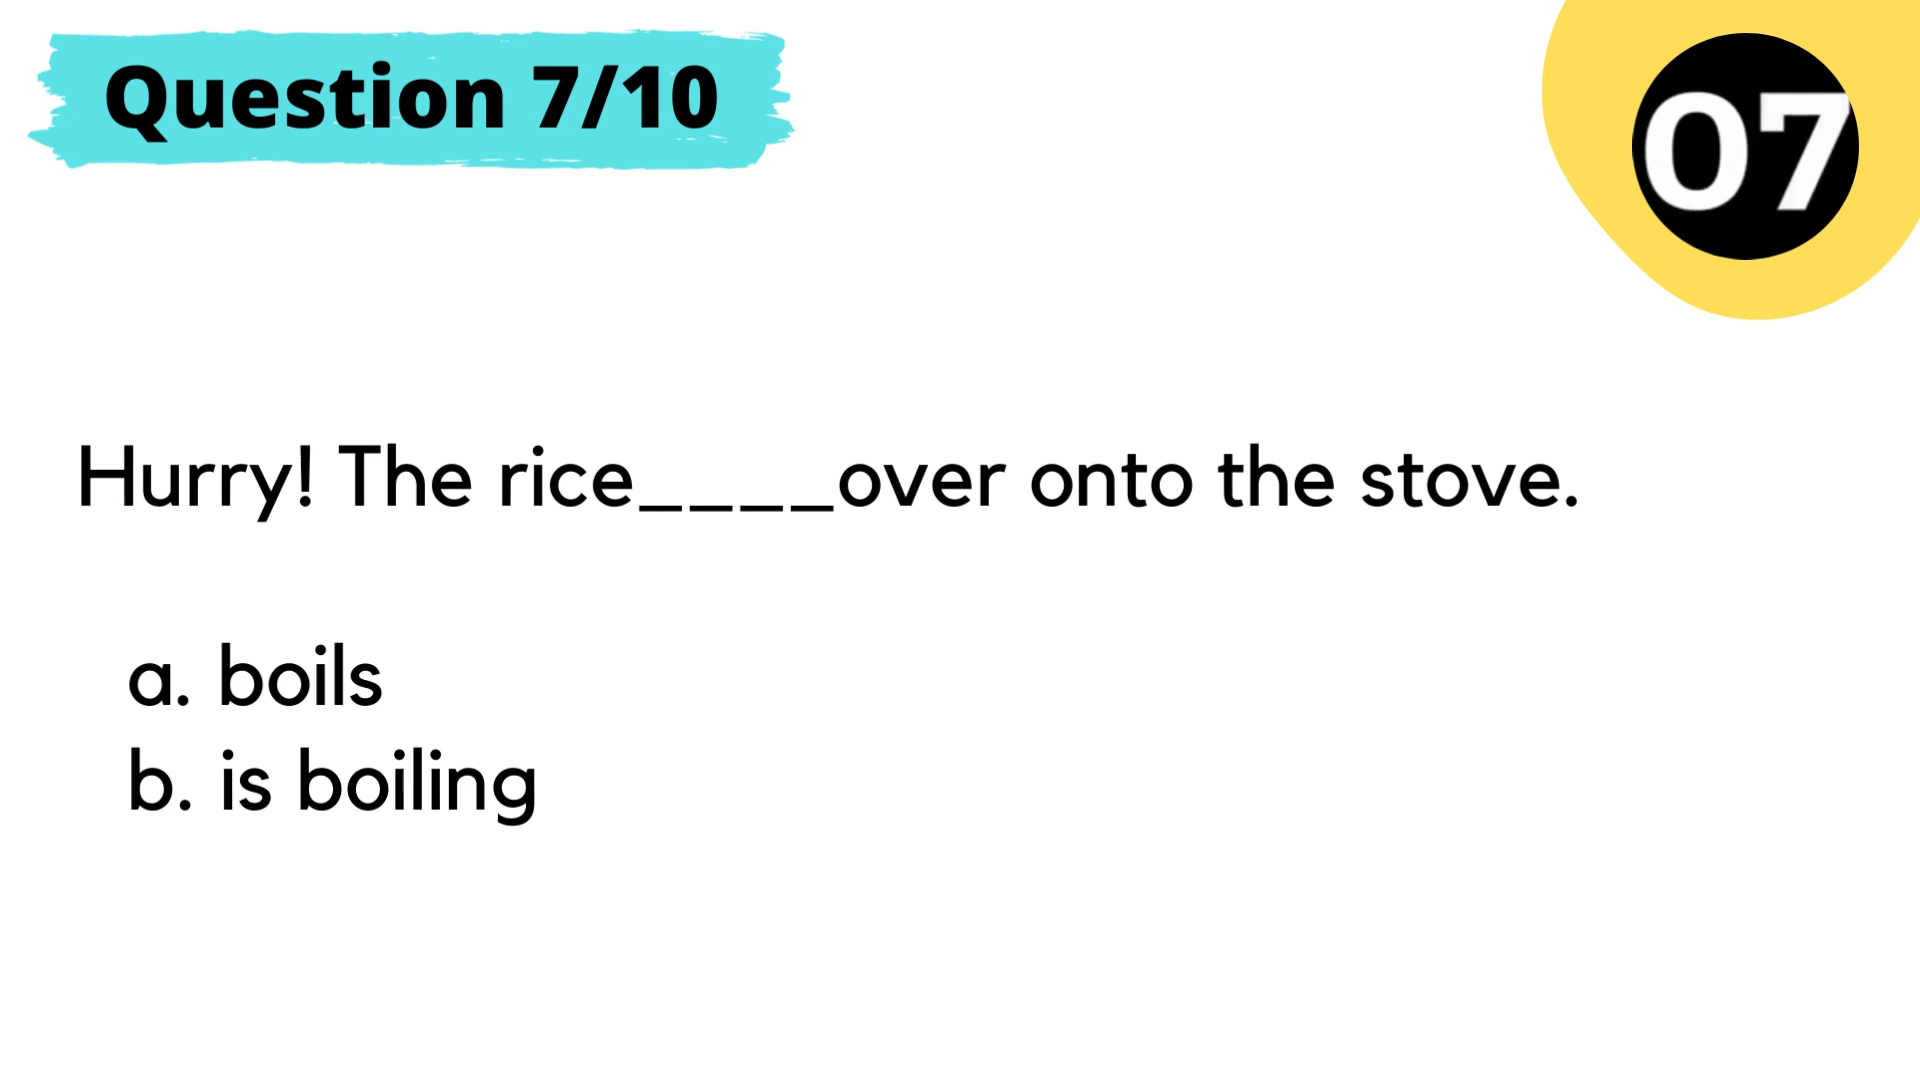 Question 7/10
07
Hurry! The rice____over onto the stove.
a. boils
b. is boiling